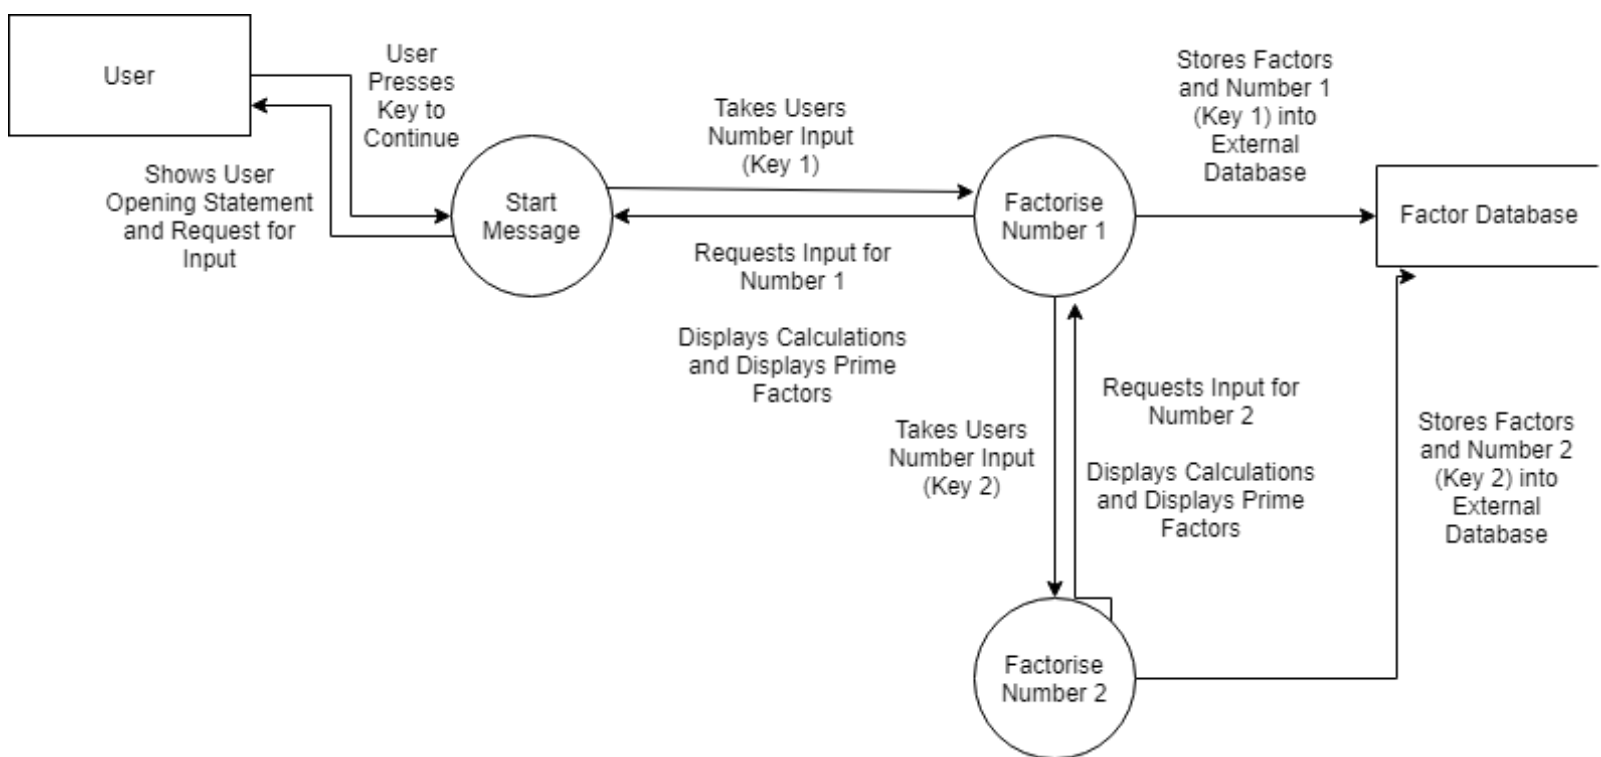 User
User
Presses
Key to
Continue
Shows User
Opening Statement
and Request for
Input
Start
Message
Takes Users
Number Input
(Key 1)
Requests Input for
Number 1
Displays Calculations
and Displays Prime
Factors
Factorise
Number 1
Stores Factors
and Number 1
(Key 1) into
External
Database
Factor Database
Takes Users
Number Input
(Key 2)
Requests Input for
Number 2
Displays Calculations
and Displays Prime
Factors
Stores Factors
and Number 2
(Key 2) into
External
Database
Factorise
Number 2